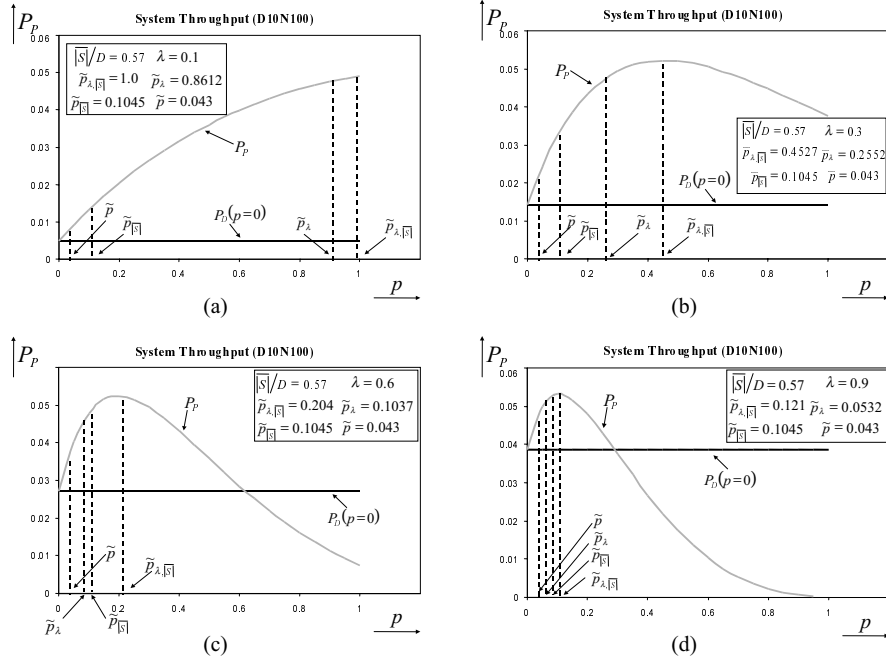 (a)
System Throughput (D10N100)
P_P
0.06
0.05
0.04
0.03
0.02
0.01
0
|S̅|/D = 0.57 λ = 0.1
p̃_λ,|S̅| = 1.0 p̃_λ = 0.8612
p̃_|S̅| = 0.1045 p̃ = 0.043
P_P
P_D(p=0)
p̃
p̃_|S̅|
p̃_λ
p̃_λ,|S̅|
0 0.2 0.4 0.6 0.8 1
p
(a)
b)
System Throughput (D10N100)
P_P
0.06
0.05
0.04
0.03
0.02
0.01
0
P_P
|S̅|/D = 0.57 λ = 0.3
p̅_λ,|S̅| = 0.4527 p̅_λ = 0.2552
p̅_|S̅| = 0.1045 p̅ = 0.043
P_D(p=0)
p̃
p̃_|S̅|
p̃_λ
p̃_λ,|S̅|
0 0.2 0.4 0.6 0.8 1
p
(b)
c)
System Throughput (D10N100)
P_P
0.06
0.05
0.04
0.03
0.02
0.01
0
|S̅|/D = 0.57 λ = 0.6
p̃_λ,|S̅| = 0.204 p̃_λ = 0.1037
p̃_|S̅| = 0.1045 p̃ = 0.043
P_P
P_D(p=0)
p̃
p̃_λ,|S̅|
0 0.2 0.4 0.6 0.8 1
p̃_λ
p̃_|S̅|
p
(c)
d)
System Throughput (D10N100)
P_P
0.06
0.05
0.04
0.03
0.02
0.01
0
|S̅|/D = 0.57 λ = 0.9
p̃_λ,|S̅| = 0.121 p̃_λ = 0.0532
p̃_|S̅| = 0.1045 p̃ = 0.043
P_P
P_D(p=0)
p̃
p̃_λ
p̃_|S̅|
p̃_λ,|S̅|
0 0.2 0.4 0.6 0.8 1
p
(d)